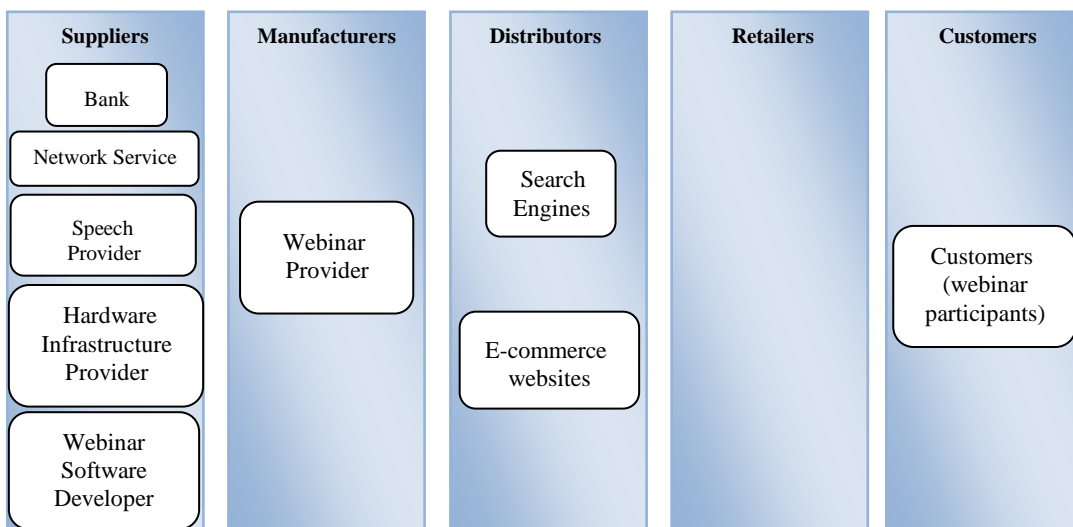 Suppliers
Bank
Network Service
Speech
Provider
Hardware
Infrastructure
Provider
Webinar
Software
Developer
Manufacturers
Webinar
Provider
Distributors
Search
Engines
E-commerce
websites
Retailers
Customers
Customers
(webinar
participants)